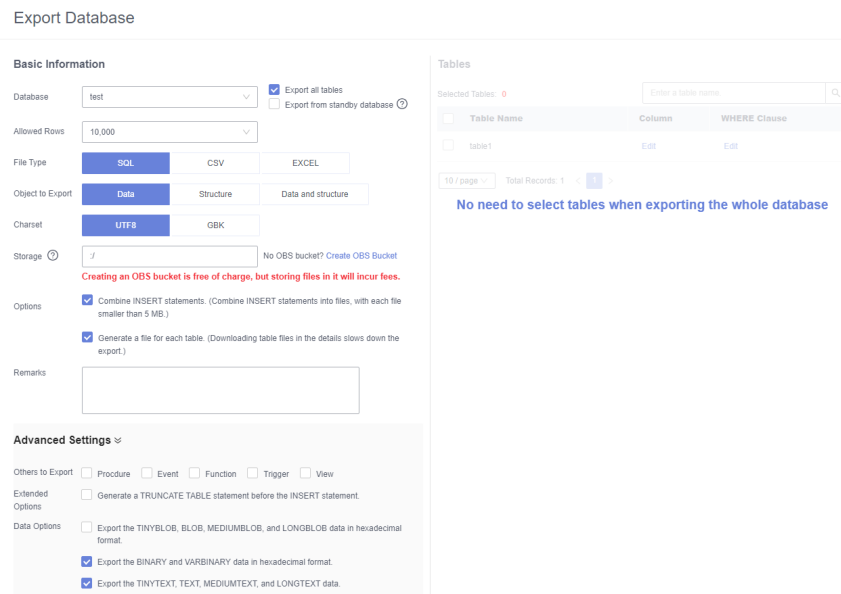 Export Database
Basic Information
Database
test
Export all tables
Export from standby database ?
Allowed Rows
10,000
File Type
SQL
CSV
EXCEL
Object to Export
Data
Structure
Data and structure
Charset
UTF8
GBK
Storage ?
:/
No OBS bucket? Create OBS Bucket
Creating an OBS bucket is free of charge, but storing files in it will incur fees.
Options
Combine INSERT statements. (Combine INSERT statements into files, with each file
smaller than 5 MB.)
Generate a file for each table. (Downloading table files in the details slows down the
export.)
Remarks
Advanced Settings
Others to Export
Procdure
Event
Function
Trigger
View
Extended
Options
Generate a TRUNCATE TABLE statement before the INSERT statement.
Data Options
Export the TINYBLOB, BLOB, MEDIUMBLOB, and LONGBLOB data in hexadecimal
format.
Export the BINARY and VARBINARY data in hexadecimal format.
Export the TINYTEXT, TEXT, MEDIUMTEXT, and LONGTEXT data.
Tables
Selected Tables: 0
Enter a table name
Table Name
Column
WHERE Clause
table1
Edit
Edit
10 / page
Total Records: 1 < 1 >
No need to select tables when exporting the whole database